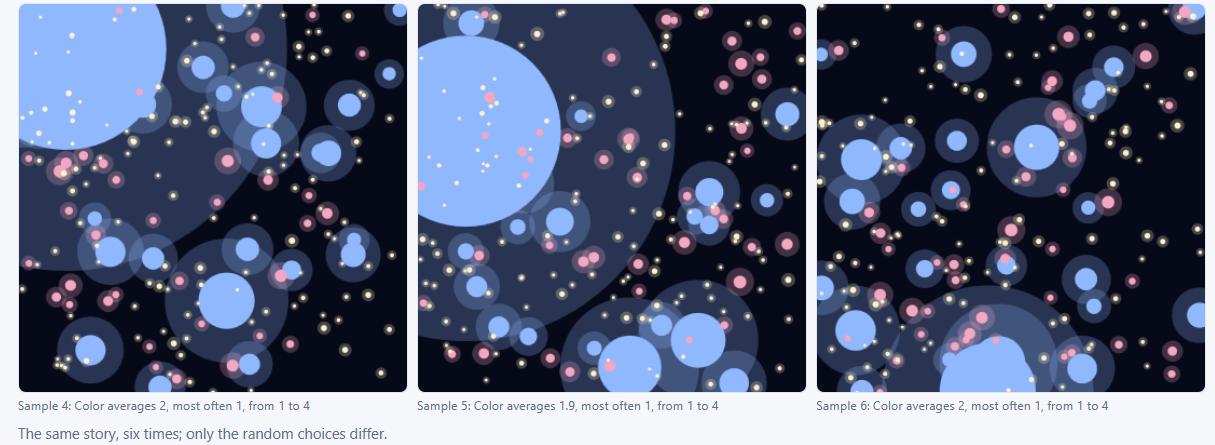 Sample 4: Color averages 2, most often 1, from 1 to 4
Sample 5: Color averages 1.9, most often 1, from 1 to 4
Sample 6: Color averages 2, most often 1, from 1 to 4
The same story, six times; only the random choices differ.